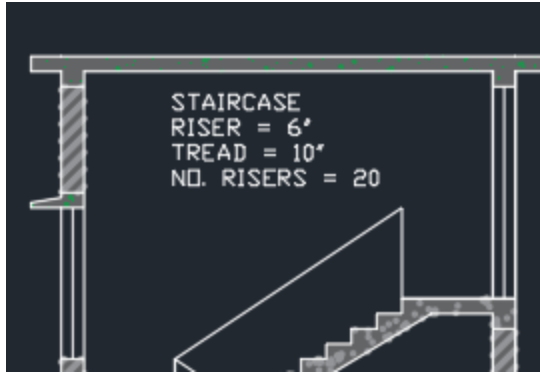 STAIRCASE
RISER = 6"
TREAD = 10"
NO. RISERS = 20